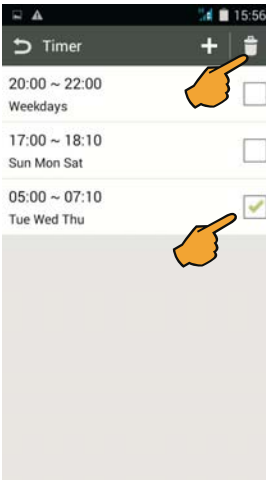 15:56
Timer
20:00 ~ 22:00
Weekdays
17:00 ~ 18:10
Sun Mon Sat
05:00 ~ 07:10
Tue Wed Thu